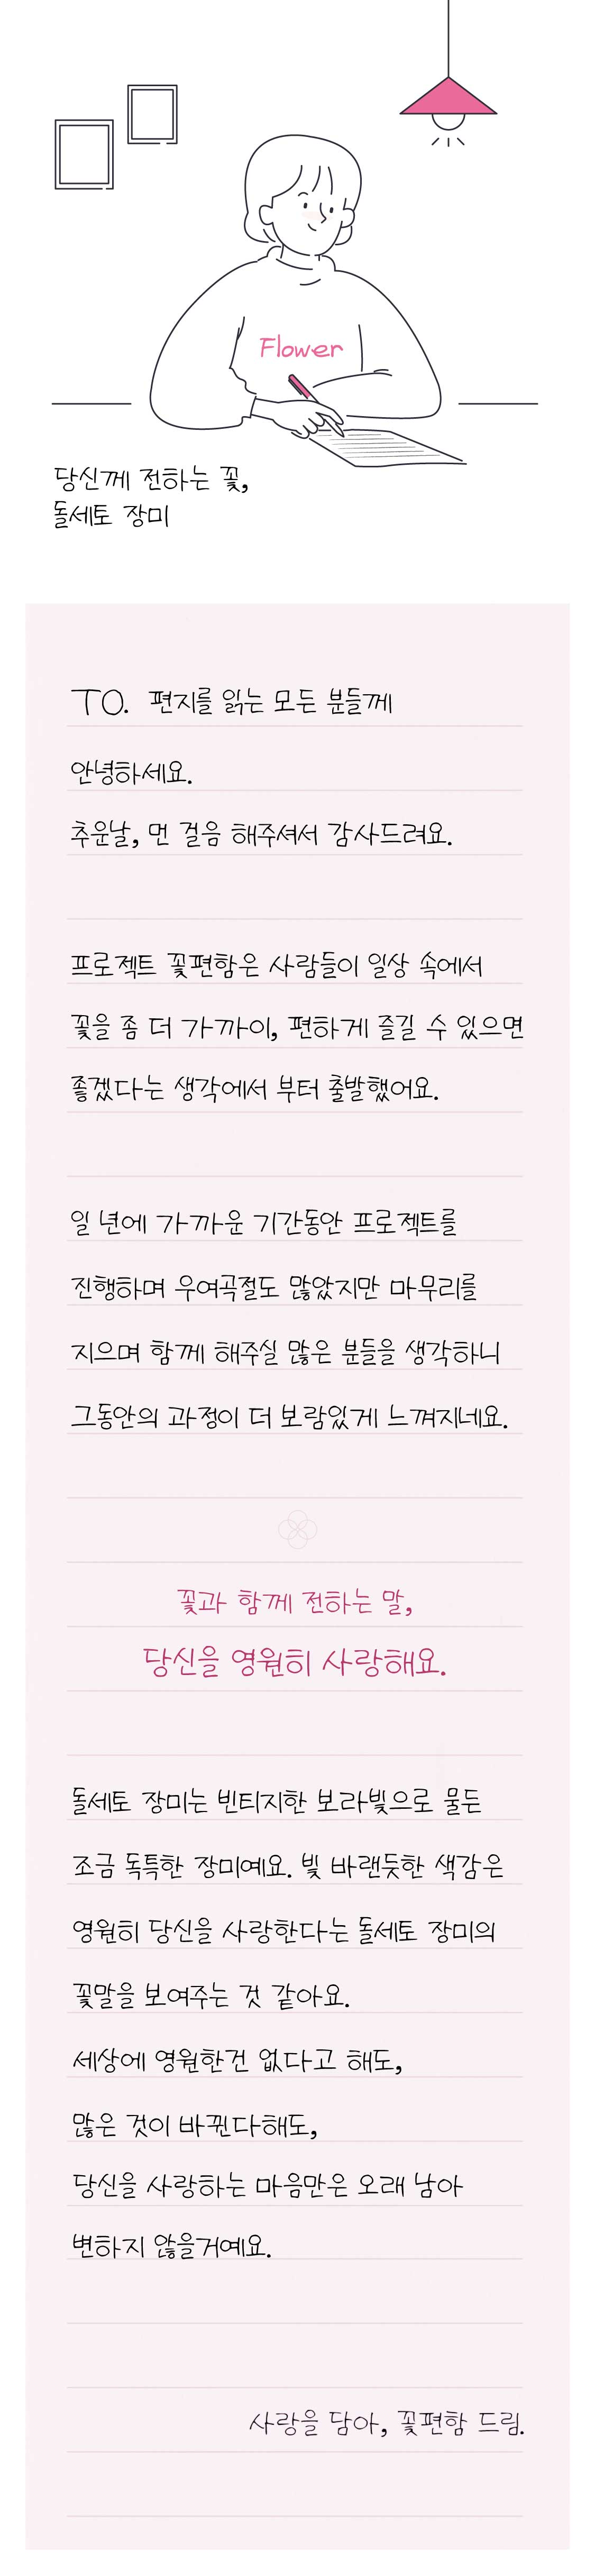 Flower
당신께 전하는 꽃,
돌세토 장미
TO. 편지를 읽는 모든 분들께
안녕하세요.
추운날, 먼 걸음 해주셔서 감사드려요.
프로젝트 꽃편함은 사람들이 일상 속에서
꽃을 좀 더 가까이, 편하게 즐길 수 있으면
좋겠다는 생각에서 부터 출발했어요.
일 년에 가까운 기간동안 프로젝트를
진행하며 우여곡절도 많았지만 마무리를
지으며 함께 해주실 많은 분들을 생각하니
그동안의 과정이 더 보람있게 느껴지네요.
꽃과 함께 전하는 말,
당신을 영원히 사랑해요.
돌세토 장미는 빈티지한 보라빛으로 물든
조금 독특한 장미예요. 빛 바랜듯한 색감은
영원히 당신을 사랑한다는 돌세토 장미의
꽃말을 보여주는 것 같아요.
세상에 영원한건 없다고 해도,
많은 것이 바뀐다해도,
당신을 사랑하는 마음만은 오래 남아
변하지 않을거예요.
사랑을 담아, 꽃편함 드림.